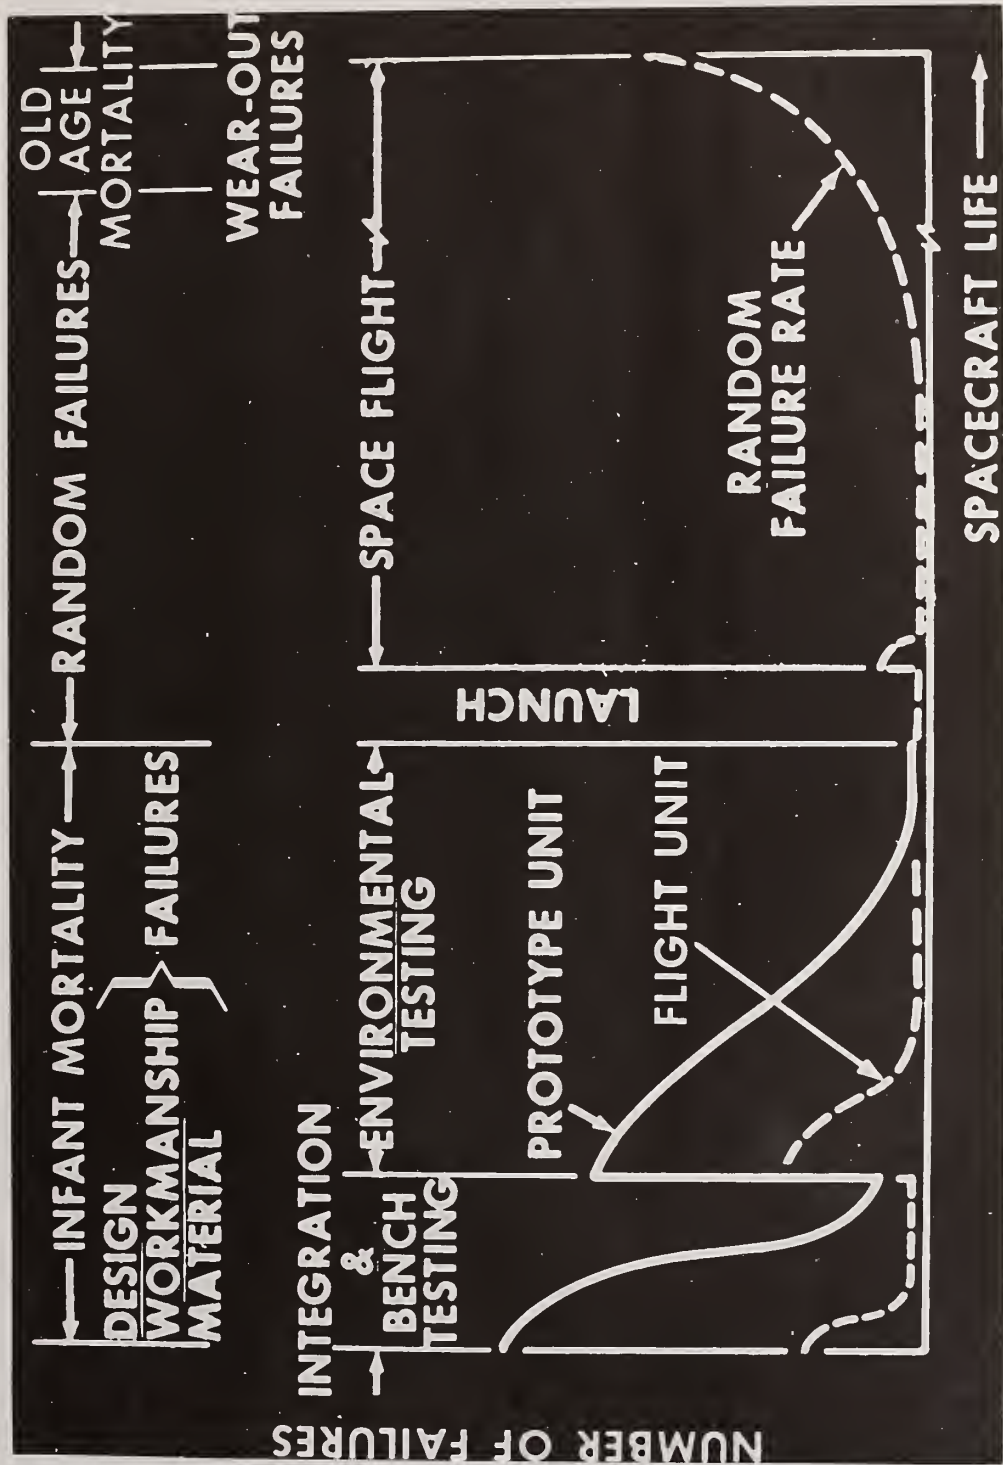 INFANT MORTALITY
RANDOM FAILURES
OLD
AGE
MORTALITY
DESIGN
WORKMANSHIP
MATERIAL
FAILURES
WEAR-OUT
FAILURES
INTEGRATION
&
BENCH
TESTING
ENVIRONMENTAL
TESTING
LAUNCH
SPACE FLIGHT
PROTOTYPE UNIT
FLIGHT UNIT
RANDOM
FAILURE RATE
NUMBER OF FAILURES
SPACECRAFT LIFE